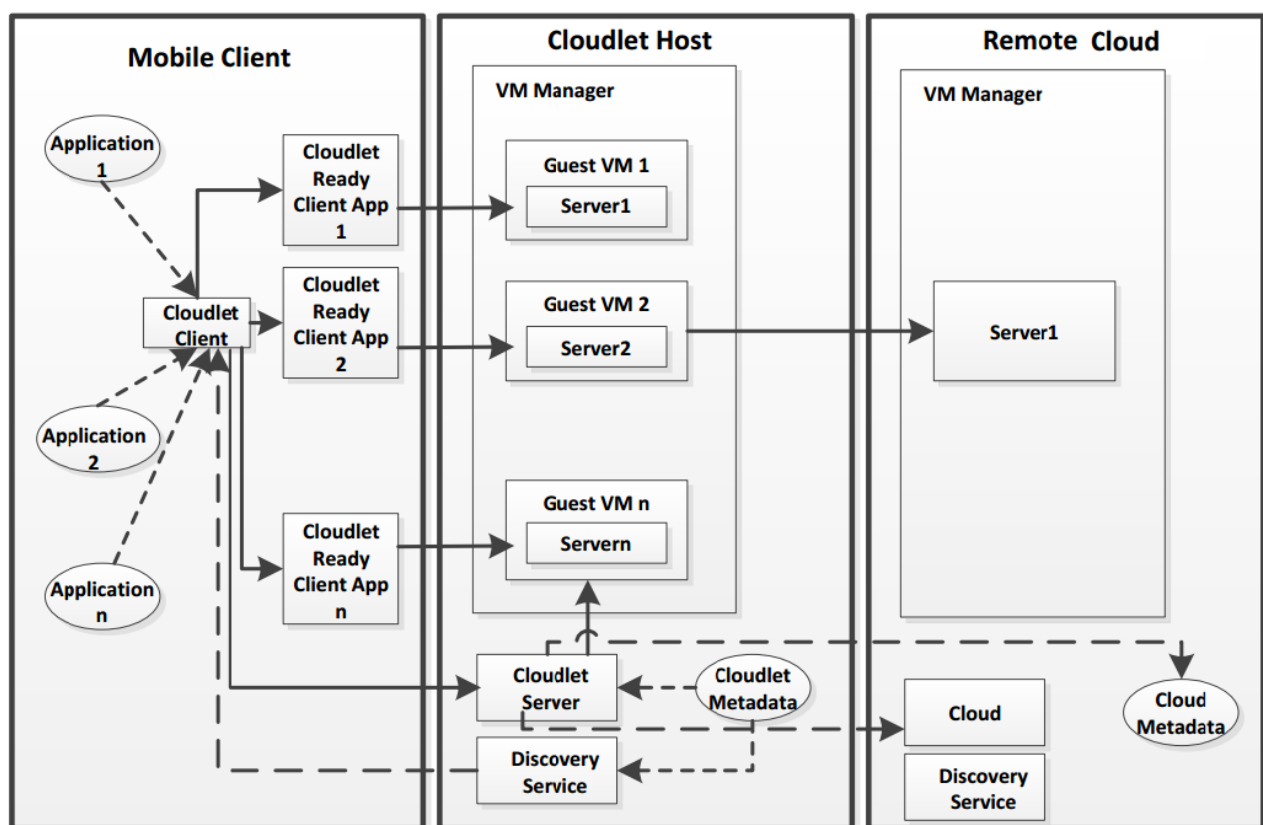 Mobile Client
Application
1
Cloudlet
Client
Application
2
Application
n
Cloudlet
Ready
Client App
1
Cloudlet
Ready
Client App
2
Cloudlet
Ready
Client App
n
Cloudlet Host
VM Manager
Guest VM 1
Server1
Guest VM 2
Server2
Guest VM n
Servern
Cloudlet
Server
Cloudlet
Metadata
Discovery
Service
Remote Cloud
VM Manager
Server1
Cloud
Cloud
Metadata
Discovery
Service